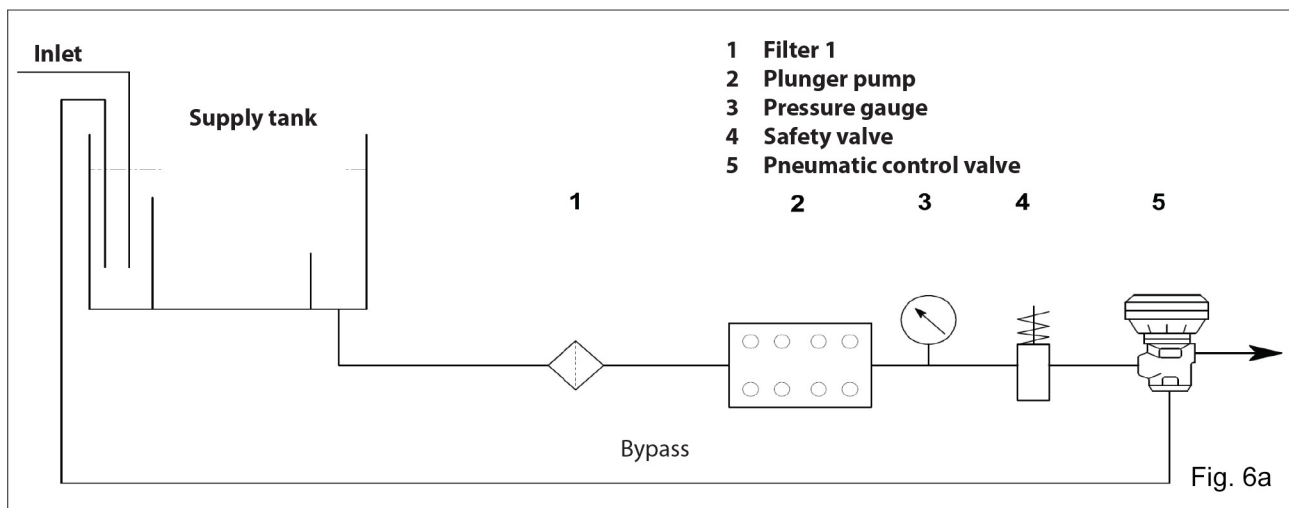 Inlet
Supply tank
1 Filter 1
2 Plunger pump
3 Pressure gauge
4 Safety valve
5 Pneumatic control valve
1 2 3 4 5
Bypass
Fig. 6a